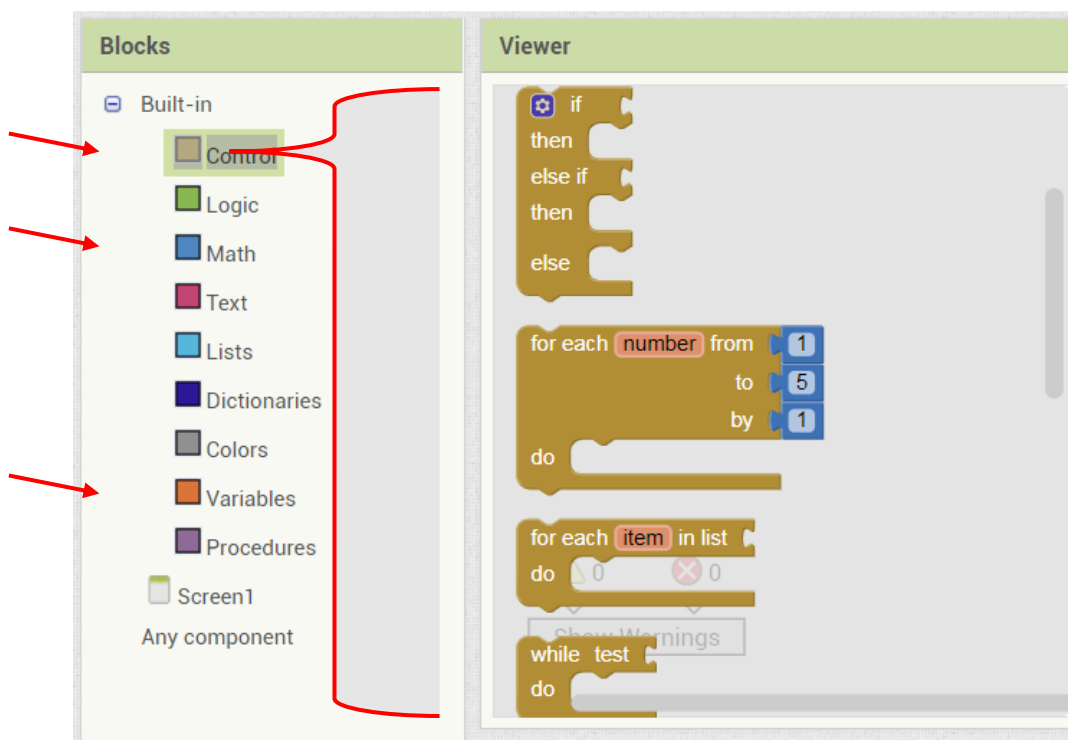 Blocks
Built-in
Control
Logic
Math
Text
Lists
Dictionaries
Colors
Variables
Procedures
Screen1
Any component
Viewer
if
then
else if
then
else
for each number from 1
to 5
by 1
do
for each item in list
do 0 0
Show Warnings
while test
do